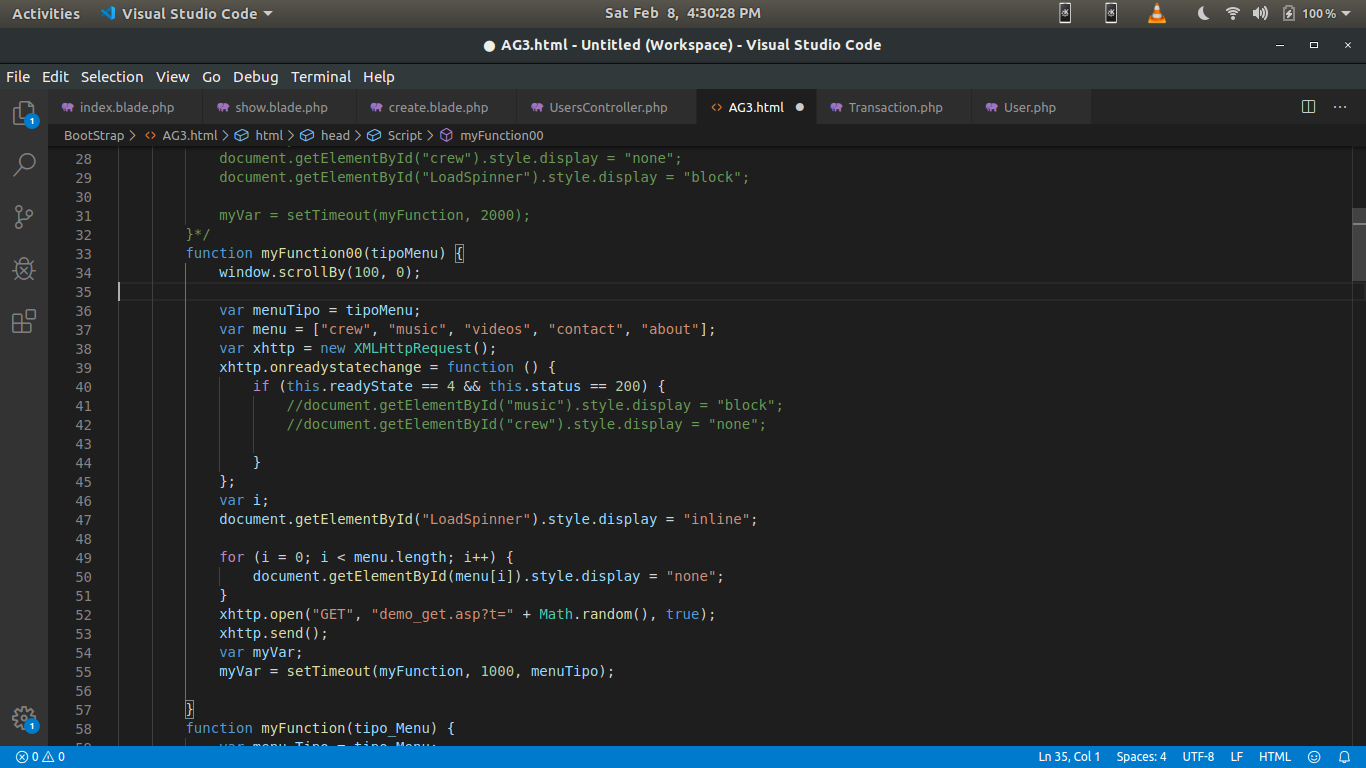 Activities Visual Studio Code Sat Feb 8, 4:30:28 PM 100 %
● AG3.html - Untitled (Workspace) - Visual Studio Code
File Edit Selection View Go Debug Terminal Help
index.blade.php show.blade.php create.blade.php UsersController.php AG3.html Transaction.php User.php
BootStrap > AG3.html > html > head > Script > myFunction00
28 document.getElementById("crew").style.display = "none";
29 document.getElementById("LoadSpinner").style.display = "block";
30
31 myVar = setTimeout(myFunction, 2000);
32 }*/
33 function myFunction00(tipoMenu) {
34 window.scrollBy(100, 0);
35
36 var menuTipo = tipoMenu;
37 var menu = ["crew", "music", "videos", "contact", "about"];
38 var xhttp = new XMLHttpRequest();
39 xhttp.onreadystatechange = function () {
40 if (this.readyState == 4 && this.status == 200) {
41 //document.getElementById("music").style.display = "block";
42 //document.getElementById("crew").style.display = "none";
43
44 }
45 };
46 var i;
47 document.getElementById("LoadSpinner").style.display = "inline";
48
49 for (i = 0; i < menu.length; i++) {
50 document.getElementById(menu[i]).style.display = "none";
51 }
52 xhttp.open("GET", "demo_get.asp?t=" + Math.random(), true);
53 xhttp.send();
54 var myVar;
55 myVar = setTimeout(myFunction, 1000, menuTipo);
56
57 }
58 function myFunction(tipo_Menu) {
59 var menu_Tipo = tipo_Menu;
1
1
0 0 Ln 35, Col 1 Spaces: 4 UTF-8 LF HTML